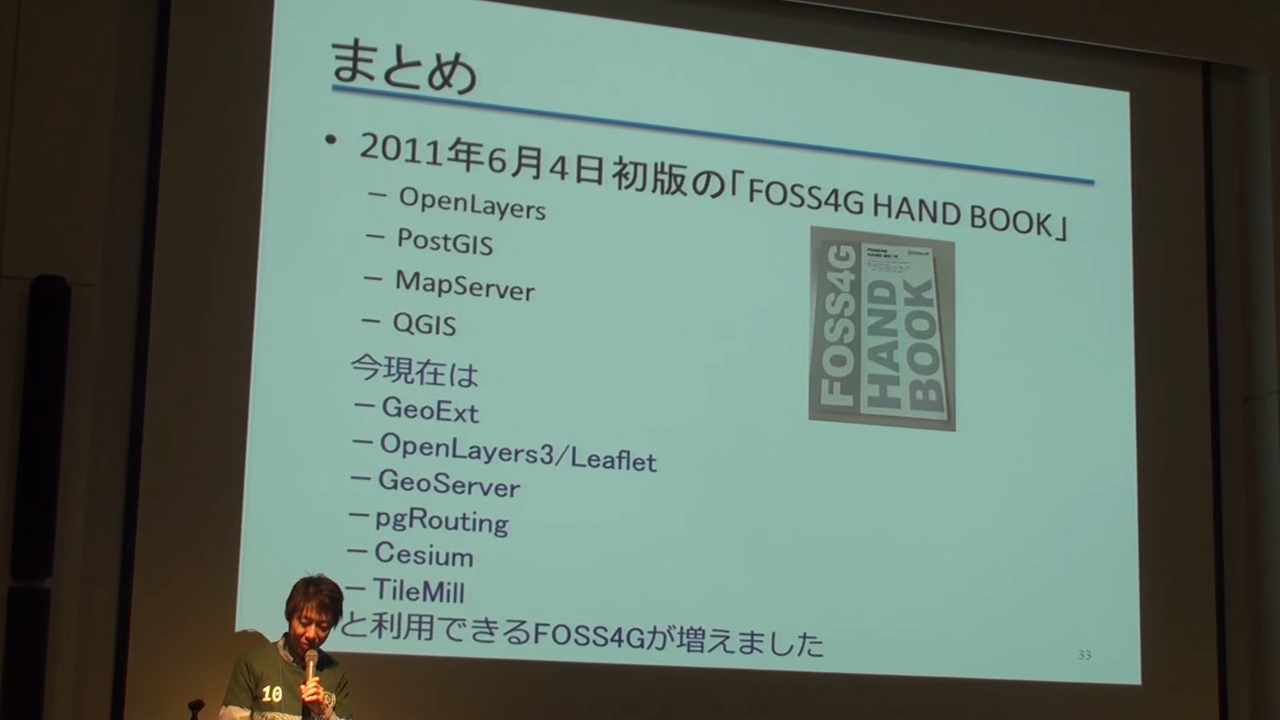 まとめ
• 2011年6月4日初版の「FOSS4G HAND BOOK」
– OpenLayers
– PostGIS
– MapServer
– QGIS
今現在は
– GeoExt
– OpenLayers3/Leaflet
– GeoServer
– pgRouting
– Cesium
– TileMill
と利用できるFOSS4Gが増えました
FOSS4G
HAND
BOOK
33
10